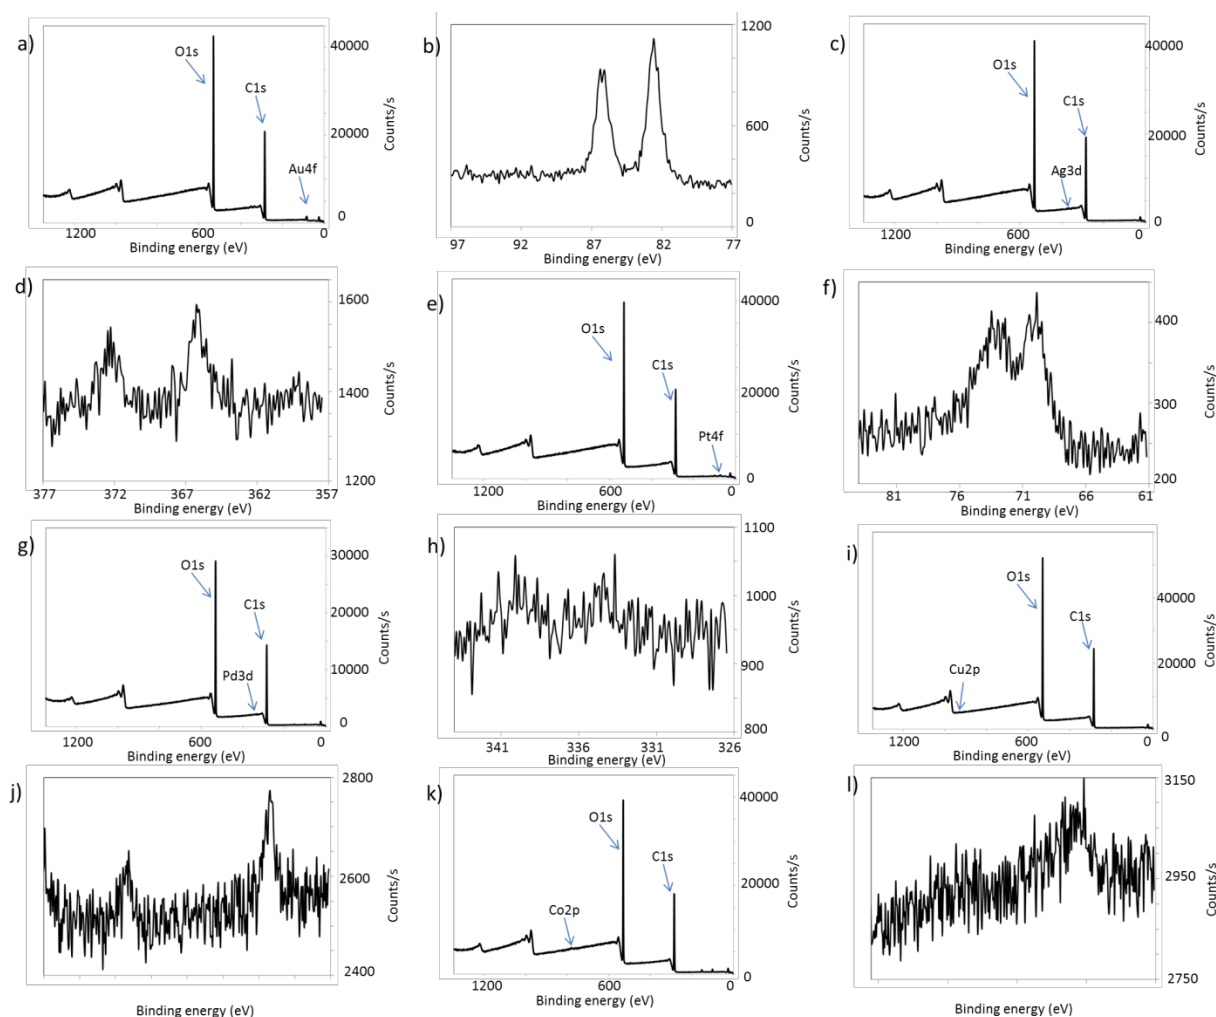 a)
O1s
C1s
Au4f
40000
20000
0
Counts/s
1200
600
0
Binding energy (eV)
b)
1200
600
0
Counts/s
97
92
87
82
77
Binding energy (eV)
c)
O1s
C1s
Ag3d
40000
20000
0
Counts/s
1200
600
0
Binding energy (eV)
d)
1600
1400
1200
Counts/s
377
372
367
362
357
Binding energy (eV)
e)
O1s
C1s
Pt4f
40000
20000
0
Counts/s
1200
600
0
Binding energy (eV)
f)
400
300
200
Counts/s
81
76
71
66
61
Binding energy (eV)
g)
O1s
C1s
Pd3d
30000
20000
10000
0
Counts/s
1200
600
0
Binding energy (eV)
h)
1100
1000
900
800
Counts/s
341
336
331
326
Binding energy (eV)
i)
O1s
C1s
Cu2p
40000
20000
0
Counts/s
1200
600
0
Binding energy (eV)
j)
2800
2600
2400
Counts/s
Binding energy (eV)
k)
O1s
C1s
Co2p
40000
20000
0
Counts/s
1200
600
0
Binding energy (eV)
l)
3150
2950
2750
Counts/s
Binding energy (eV)